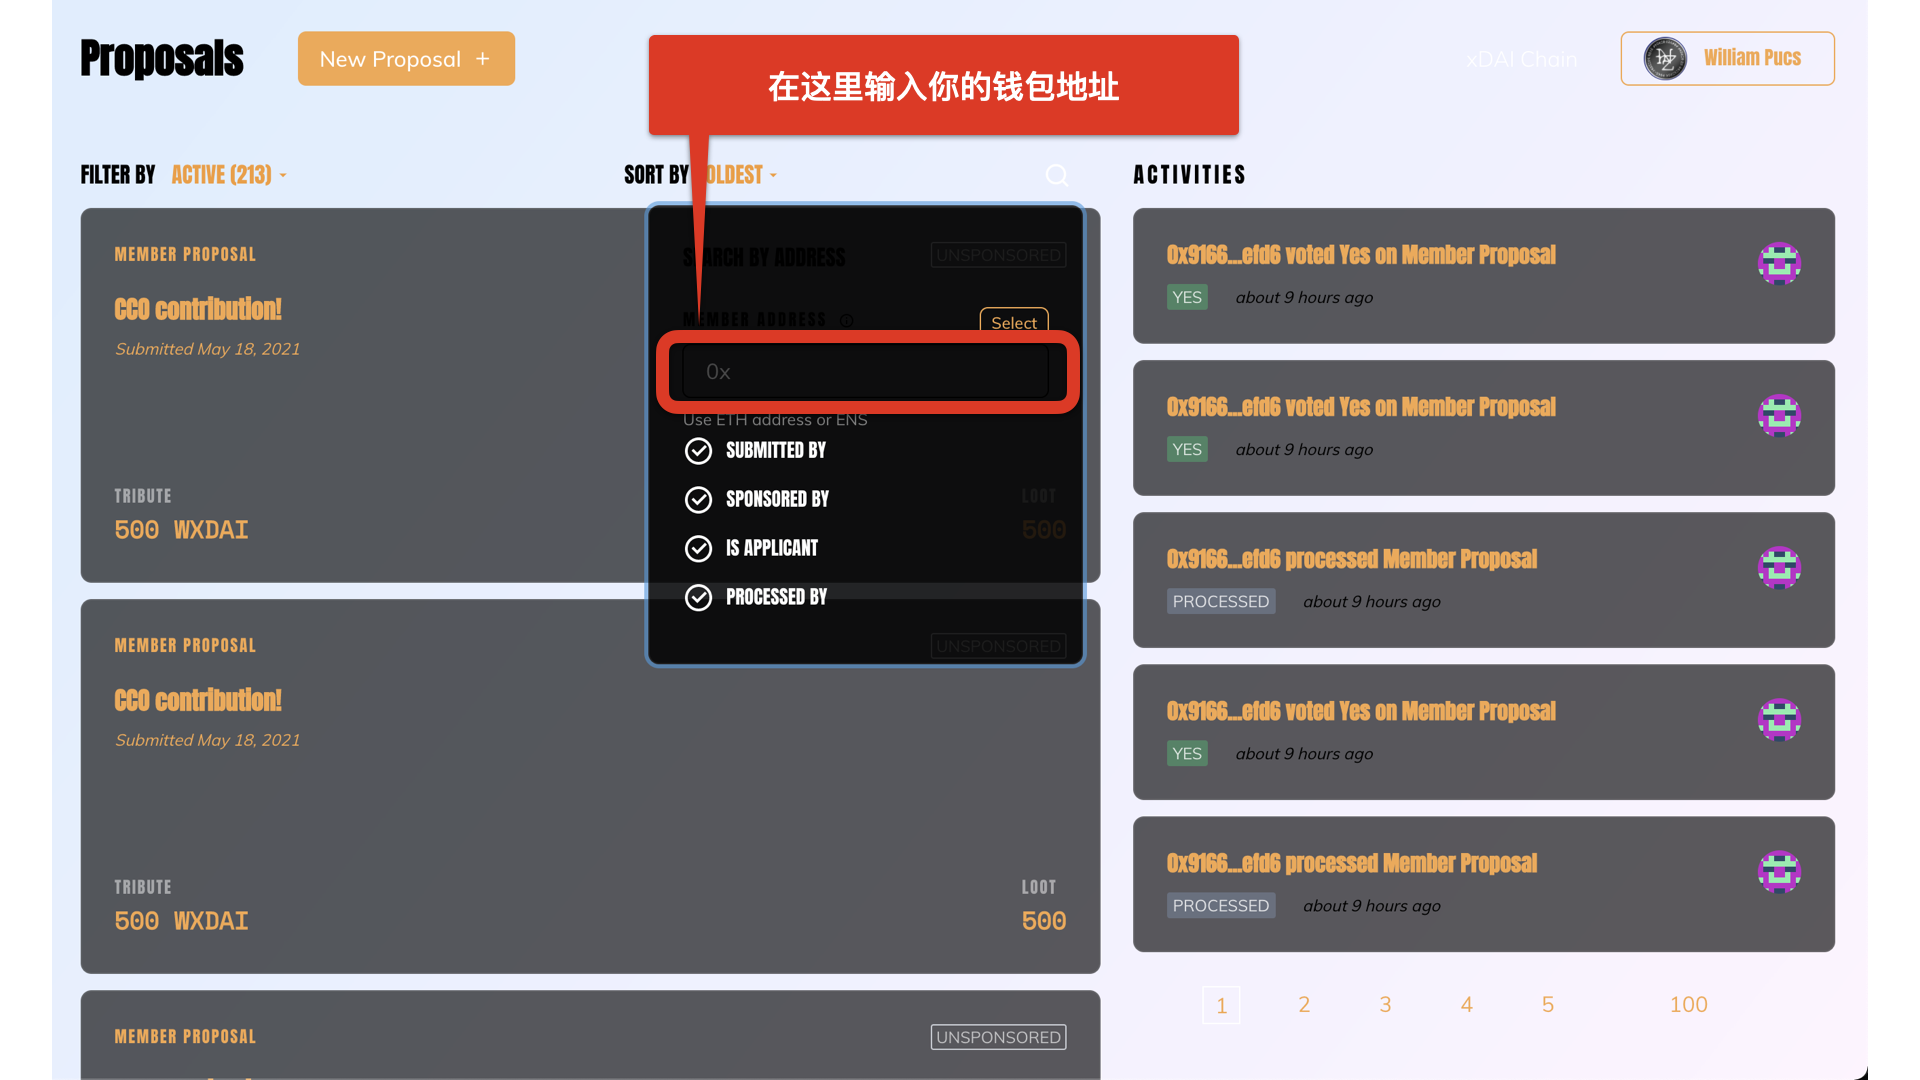 Proposals
New Proposal +
在这里输入你的钱包地址
xDAI Chain
William Pucs
FILTER BY ACTIVE (213)
SORT BY OLDEST
ACTIVITIES
MEMBER PROPOSAL
CCO contribution!
Submitted May 18, 2021
TRIBUTE
500 WXDAI
SEARCH BY ADDRESS
UNSPONSORED
MEMBER ADDRESS
Select
0x
Use ETH address or ENS
SUBMITTED BY
SPONSORED BY
IS APPLICANT
PROCESSED BY
LOOT
500
UNSPONSORED
MEMBER PROPOSAL
CCO contribution!
Submitted May 18, 2021
TRIBUTE
500 WXDAI
LOOT
500
MEMBER PROPOSAL
UNSPONSORED
0x9166...efd6 voted Yes on Member Proposal
YES about 9 hours ago
0x9166...efd6 voted Yes on Member Proposal
YES about 9 hours ago
0x9166...efd6 processed Member Proposal
PROCESSED about 9 hours ago
0x9166...efd6 voted Yes on Member Proposal
YES about 9 hours ago
0x9166...efd6 processed Member Proposal
PROCESSED about 9 hours ago
1 2 3 4 5 100